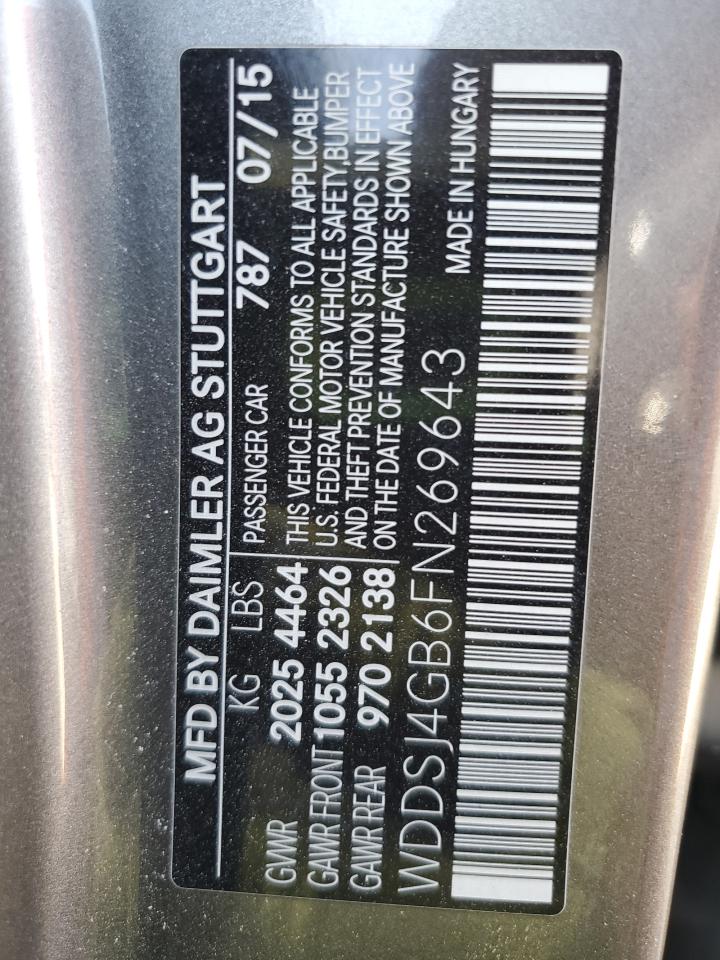 MFD BY DAIMLER AG STUTTGART
KG LBS PASSENGER CAR 787 07/15
GVWR 2025 4464
GAWR FRONT 1055 2326
GAWR REAR 970 2138
THIS VEHICLE CONFORMS TO ALL APPLICABLE
U.S. FEDERAL MOTOR VEHICLE SAFETY,BUMPER
AND THEFT PREVENTION STANDARDS IN EFFECT
ON THE DATE OF MANUFACTURE SHOWN ABOVE
WDDSJ4GB6FN269643 MADE IN HUNGARY